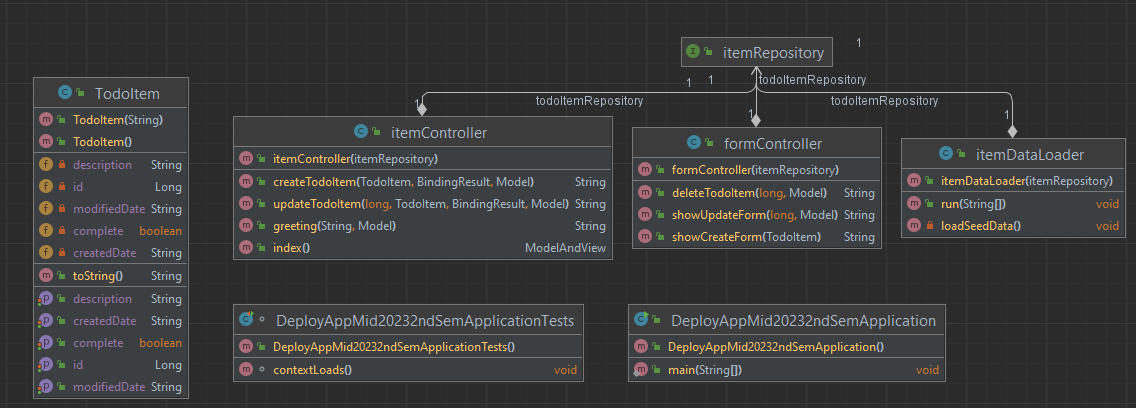 itemRepository
1
1
1
todoItemRepository
todoItemRepository
todoItemRepository
1
1
1
TodoItem
TodoItem(String)
TodoItem()
description String
id Long
modifiedDate String
complete boolean
createdDate String
toString() String
description String
createdDate String
complete boolean
id Long
modifiedDate String
itemController
itemController(itemRepository)
createTodoItem(TodoItem, BindingResult, Model) String
updateTodoItem(long, TodoItem, BindingResult, Model) String
greeting(String, Model) String
index() ModelAndView
formController
formController(itemRepository)
deleteTodoItem(long, Model) String
showUpdateForm(long, Model) String
showCreateForm(TodoItem) String
itemDataLoader
itemDataLoader(itemRepository)
run(String[]) void
loadSeedData() void
DeployAppMid20232ndSemApplicationTests
DeployAppMid20232ndSemApplicationTests()
contextLoads() void
DeployAppMid20232ndSemApplication
DeployAppMid20232ndSemApplication()
main(String[]) void